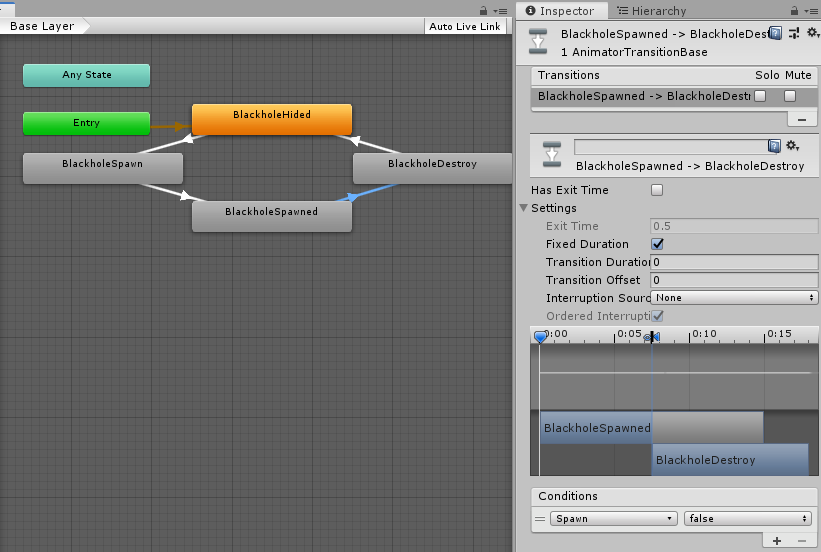 Base Layer
Auto Live Link
Any State
Entry
BlackholeHided
BlackholeSpawn
BlackholeDestroy
BlackholeSpawned
Inspector
Hierarchy
BlackholeSpawned -> BlackholeDest
1 AnimatorTransitionBase
Transitions Solo Mute
BlackholeSpawned -> BlackholeDestr
BlackholeSpawned -> BlackholeDestroy
Has Exit Time
Settings
Exit Time 0.5
Fixed Duration
Transition Duration 0
Transition Offset 0
Interruption Sourc None
Ordered Interrupti
0:00 0:05 0:10 0:15
BlackholeSpawned
BlackholeDestroy
Conditions
Spawn false